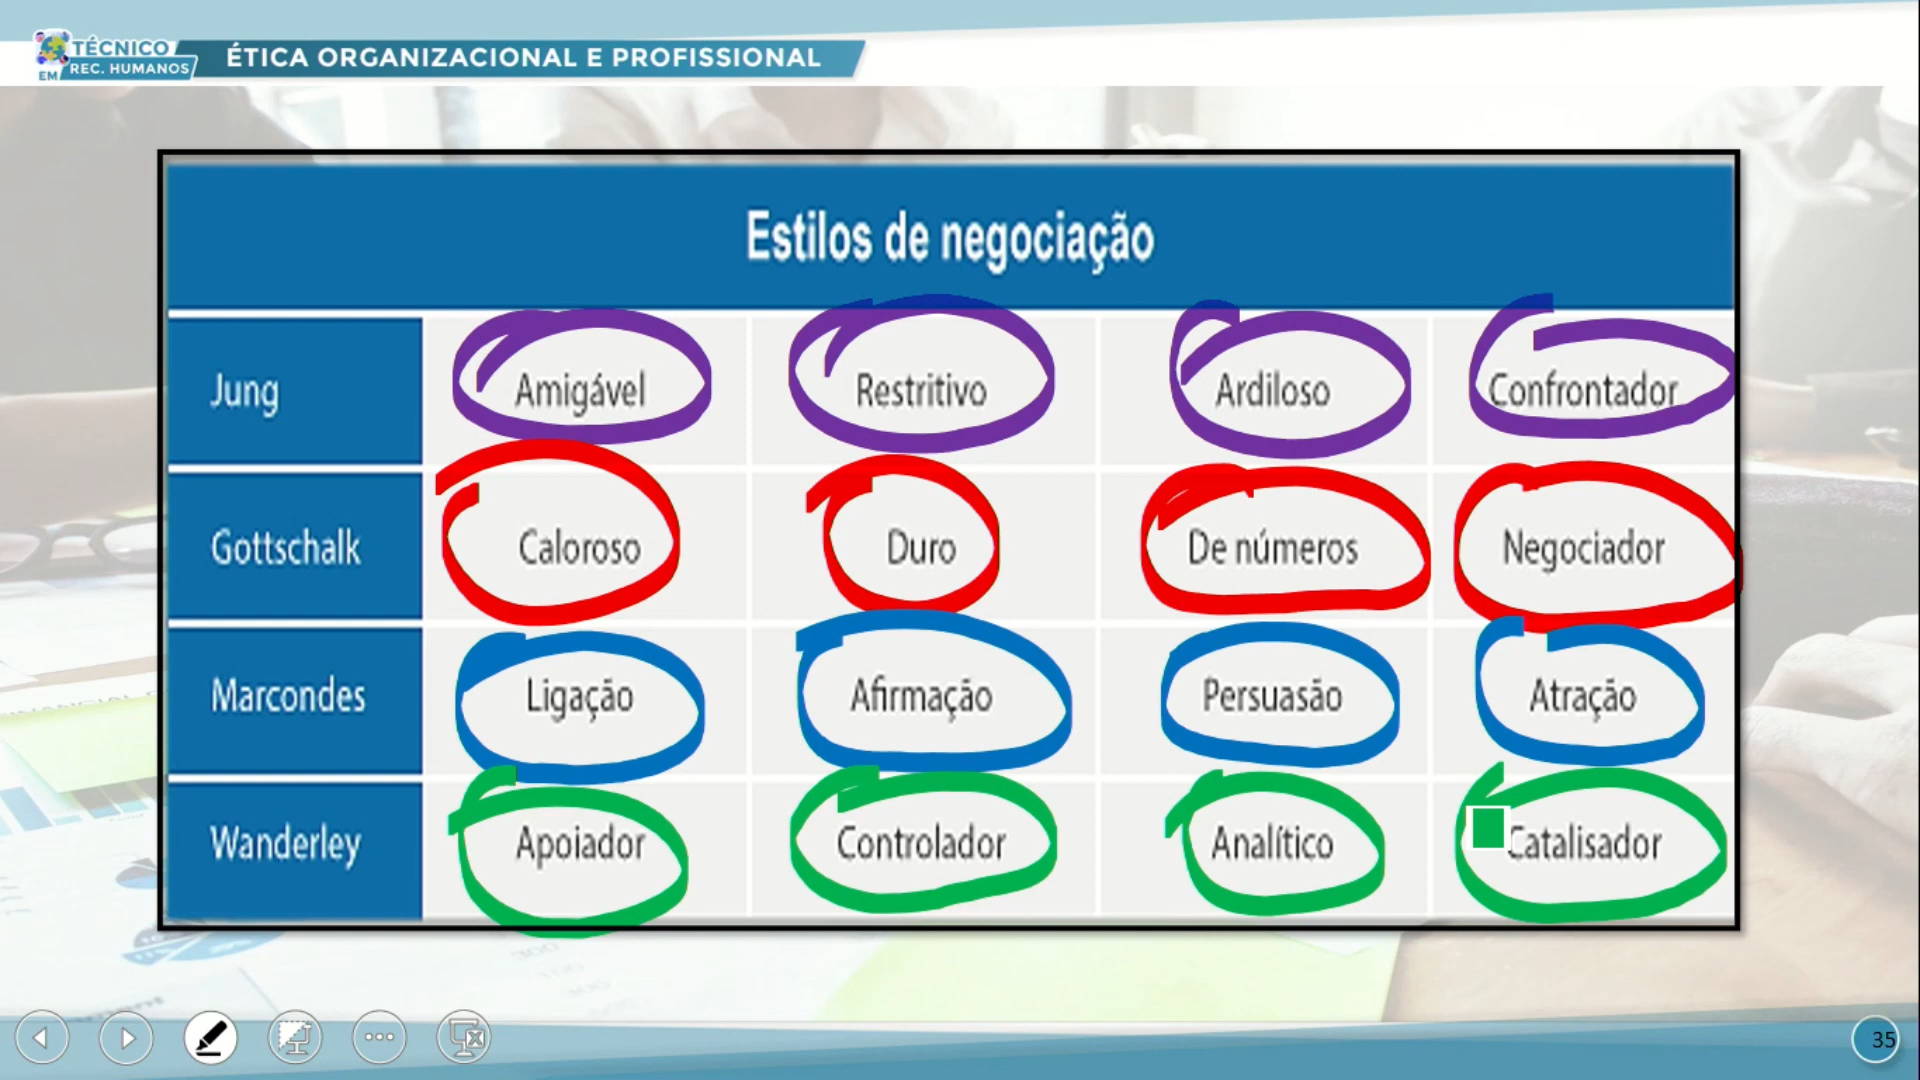 TÉCNICO
EM REC. HUMANOS
ÉTICA ORGANIZACIONAL E PROFISSIONAL
Estilos de negociação
Jung Amigável Restritivo Ardiloso Confrontador
Gottschalk Caloroso Duro De números Negociador
Marcondes Ligação Afirmação Persuasão Atração
Wanderley Apoiador Controlador Analítico Catalisador
35